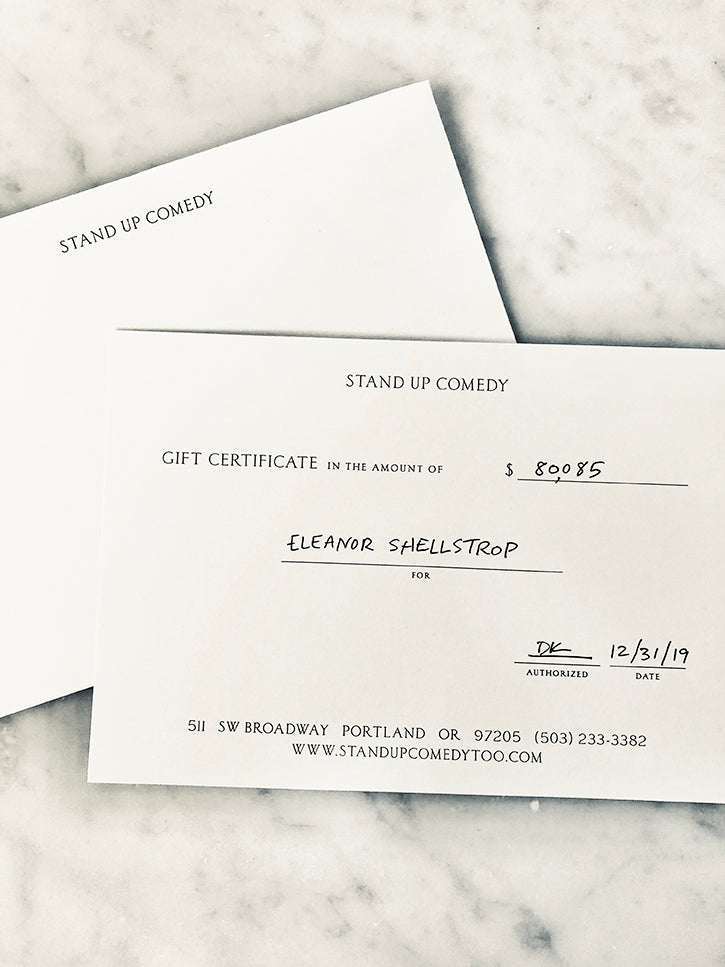 STAND UP COMEDY
STAND UP COMEDY
GIFT CERTIFICATE IN THE AMOUNT OF $ 80,085
ELEANOR SHELLSTROP
FOR
DK 12/31/19
AUTHORIZED DATE
511 SW BROADWAY PORTLAND OR 97205 (503) 233-3382
WWW.STANDUPCOMEDYTOO.COM